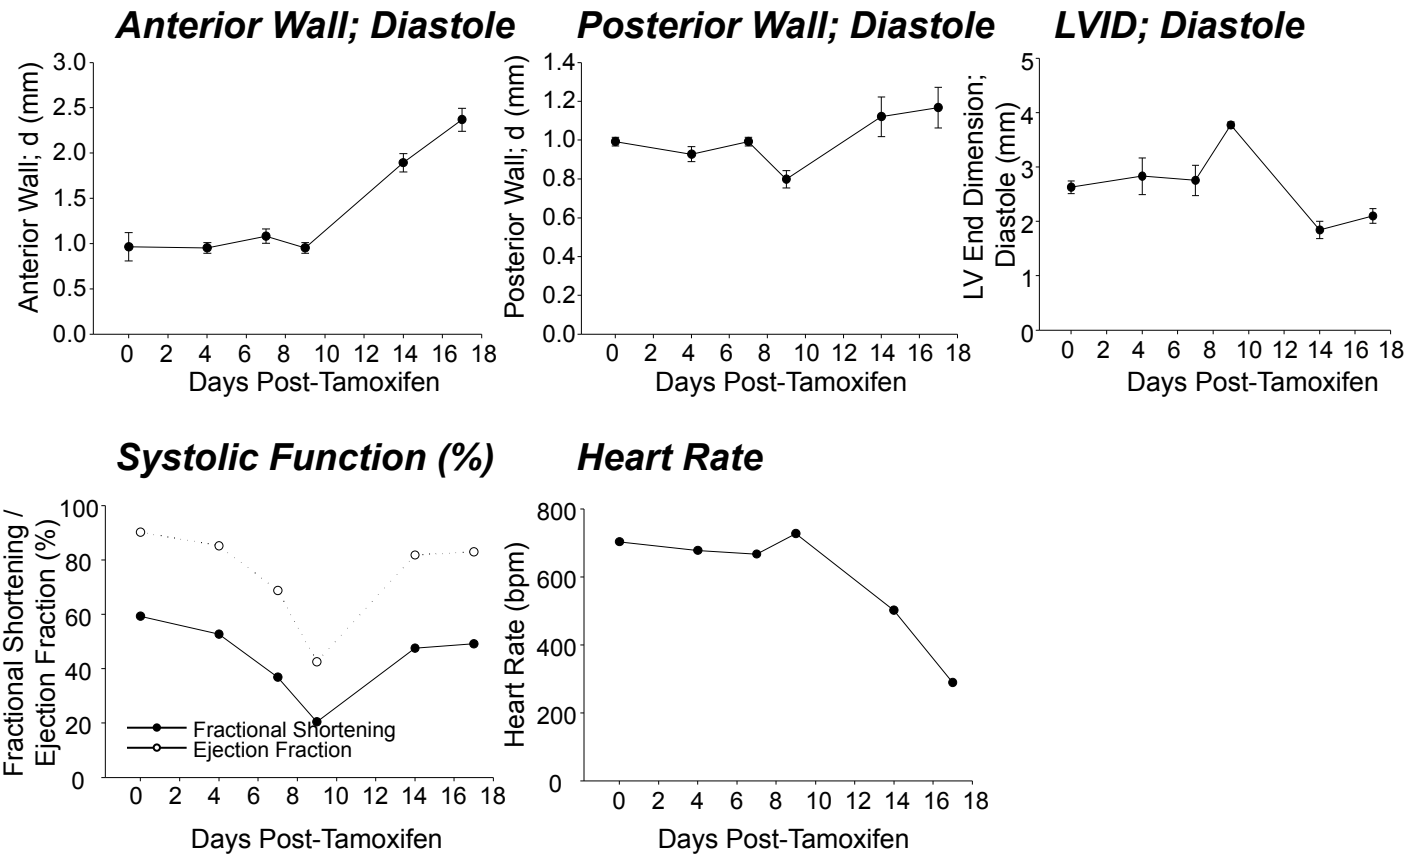 Anterior Wall; Diastole
Anterior Wall; d (mm)
3.0
2.5
2.0
1.5
1.0
0.5
0.0
0 2 4 6 8 10 12 14 16 18
Days Post-Tamoxifen
Posterior Wall; Diastole
Posterior Wall; d (mm)
1.4
1.2
1.0
0.8
0.6
0.4
0.2
0.0
0 2 4 6 8 10 12 14 16 18
Days Post-Tamoxifen
LVID; Diastole
LV End Dimension;
Diastole (mm)
5
4
3
2
1
0
0 2 4 6 8 10 12 14 16 18
Days Post-Tamoxifen
Systolic Function (%)
Fractional Shortening /
Ejection Fraction (%)
100
80
60
40
20
0
Fractional Shortening
Ejection Fraction
0 2 4 6 8 10 12 14 16 18
Days Post-Tamoxifen
Heart Rate
Heart Rate (bpm)
800
600
400
200
0
0 2 4 6 8 10 12 14 16 18
Days Post-Tamoxifen